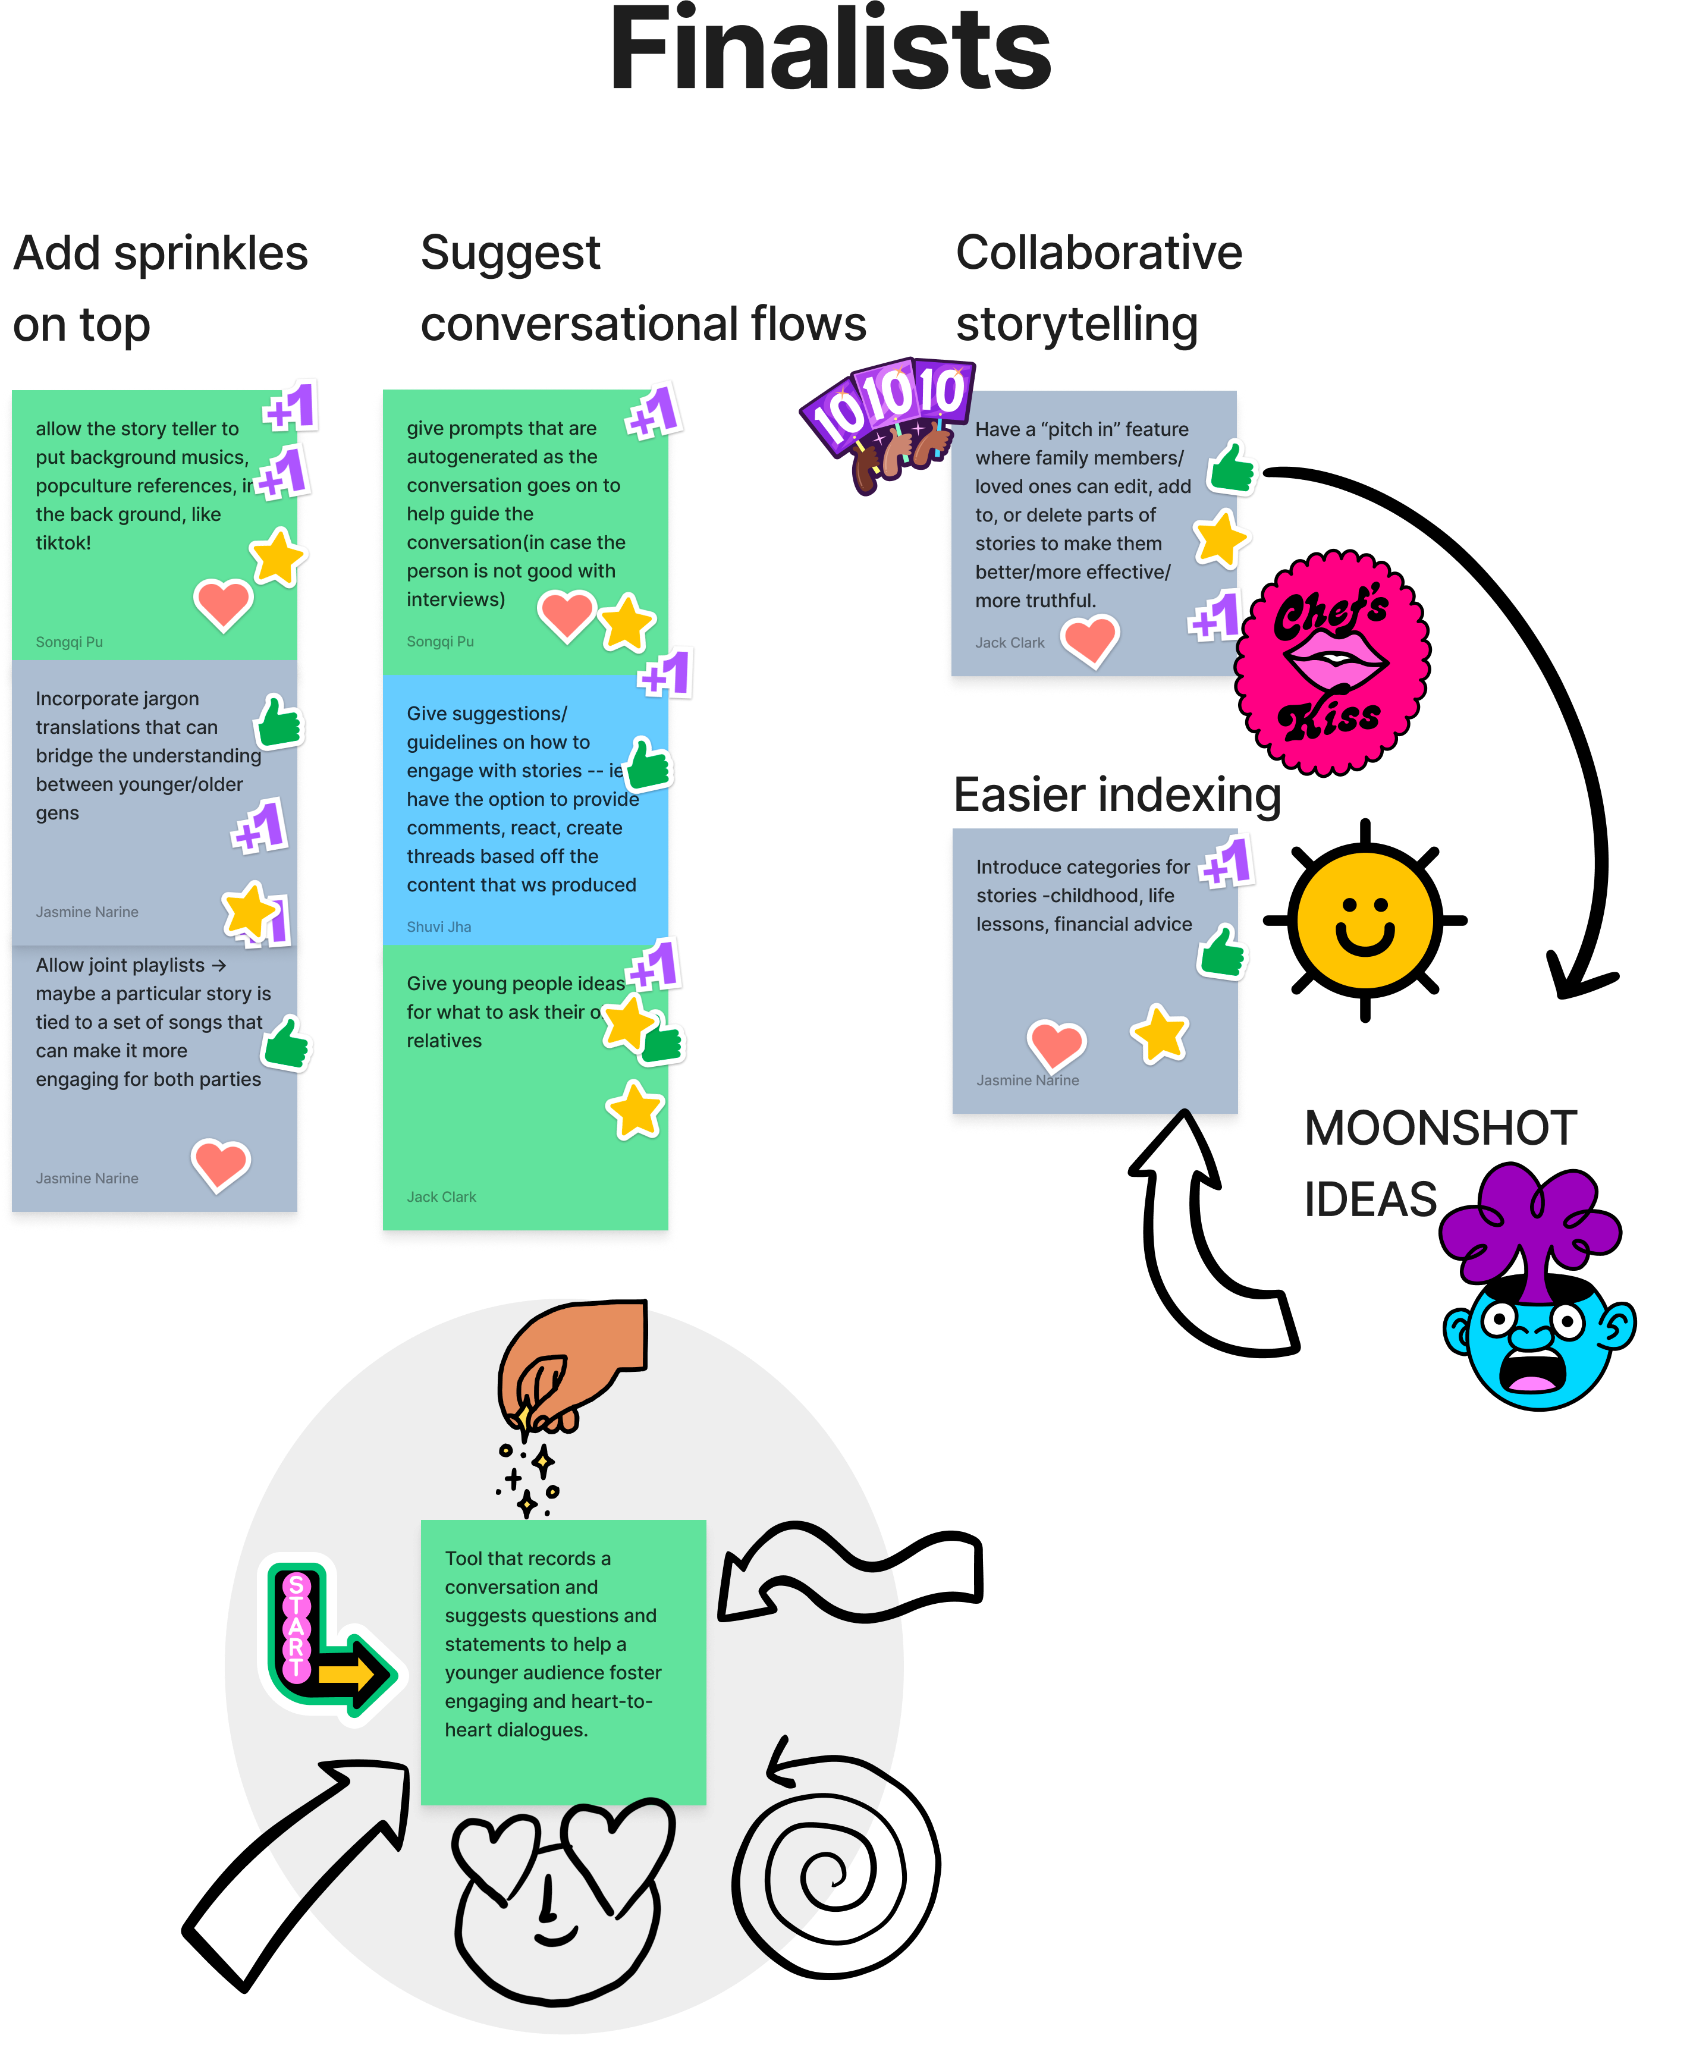 Finalists
Add sprinkles
on top
+1
+1
allow the story teller to
put background musics,
popculture references, in
the back ground, like
tiktok!
Songqi Pu
Incorporate jargon
translations that can
bridge the understanding
between younger/older
gens
+1
Jasmine Narine
Allow joint playlists →
maybe a particular story is
tied to a set of songs that
can make it more
engaging for both parties
Jasmine Narine
Suggest
conversational flows
+1
give prompts that are
autogenerated as the
conversation goes on to
help guide the
conversation(in case the
person is not good with
interviews)
Songqi Pu
+1
Give suggestions/
guidelines on how to
engage with stories -- ie
have the option to provide
comments, react, create
threads based off the
content that ws produced
Shuvi Jha
+1
Give young people ideas
for what to ask their
relatives
Jack Clark
Collaborative
storytelling
10 10 10
Have a “pitch in” feature
where family members/
loved ones can edit, add
to, or delete parts of
stories to make them
better/more effective/
more truthful.
+1
Jack Clark
Chef's
Kiss
Easier indexing
+1
Introduce categories for
stories -childhood, life
lessons, financial advice
Jasmine Narine
MOONSHOT
IDEAS
START
Tool that records a
conversation and
suggests questions and
statements to help a
younger audience foster
engaging and heart-to-
heart dialogues.